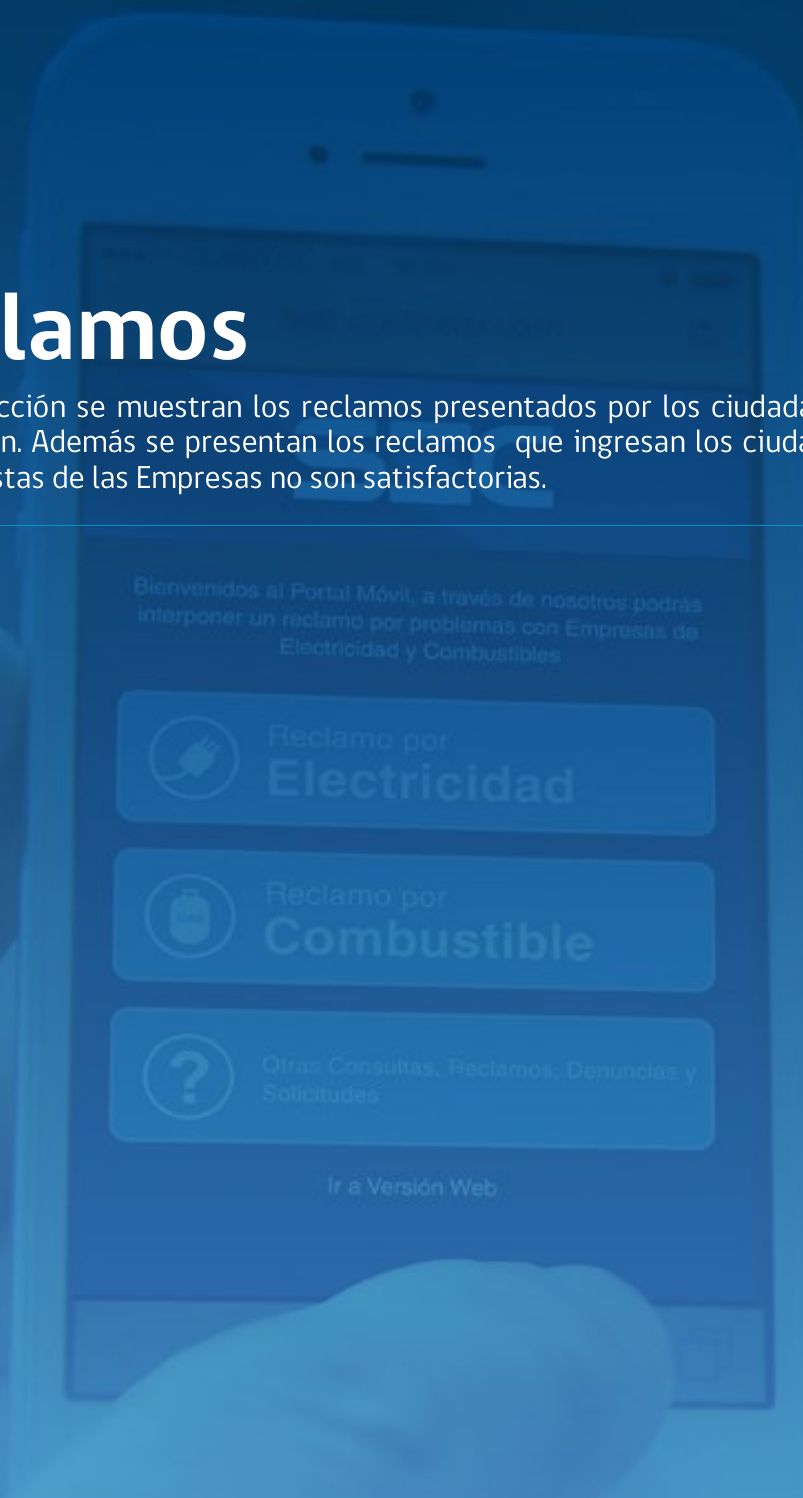 lamos
cción se muestran los reclamos presentados por los ciudada
n. Además se presentan los reclamos que ingresan los ciuda
stas de las Empresas no son satisfactorias.
SEC
Bienvenidos al Portal Móvil, a través de nosotros podrás
interponer un reclamo por problemas con Empresas de
Electricidad y Combustibles
Reclamo por
Electricidad
Reclamo por
Combustible
?
Otras Consultas, Reclamos, Denuncias y
Solicitudes
Ir a Versión Web